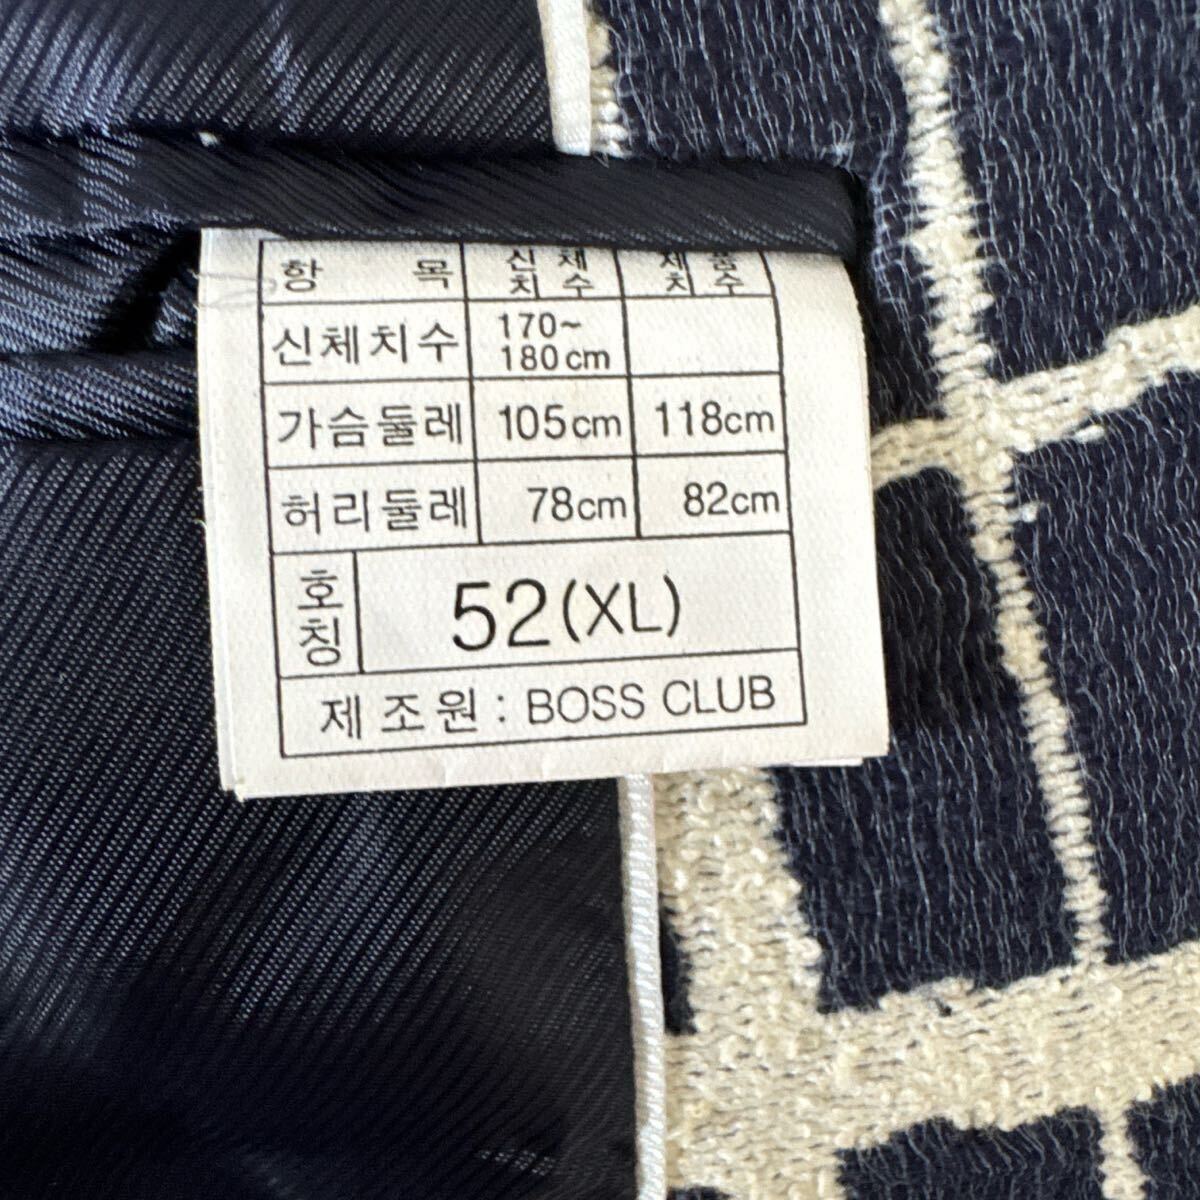 항 목 신체 치수 제품 치수
신체치수 170~ 180cm
가슴둘레 105cm 118cm
허리둘레 78cm 82cm
호칭 52(XL)
제조원 : BOSS CLUB